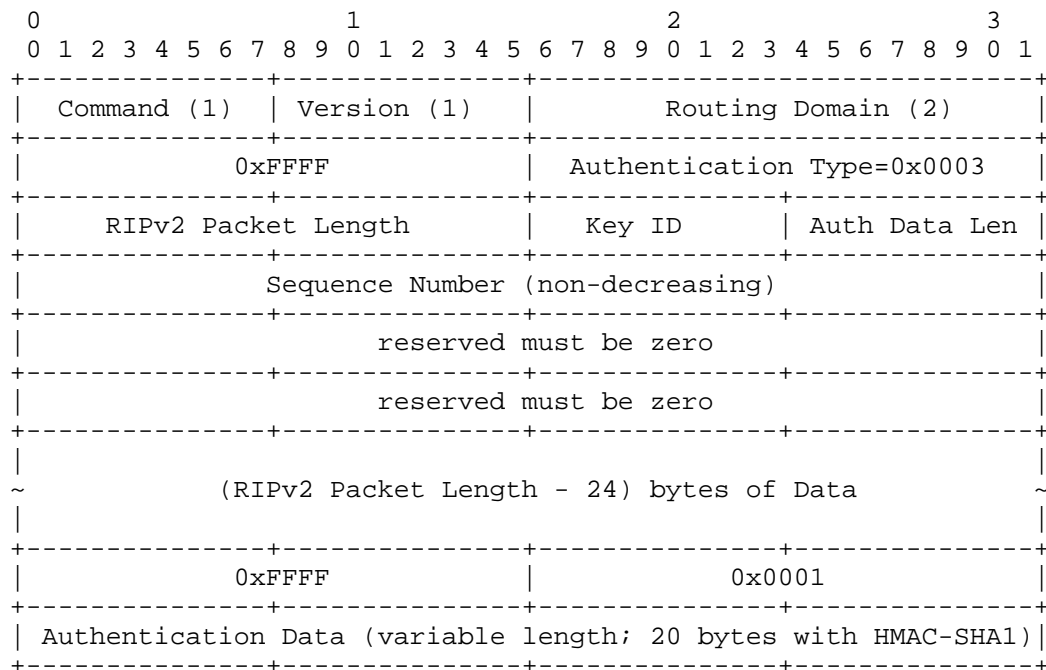 0                   1                   2                   3
0 1 2 3 4 5 6 7 8 9 0 1 2 3 4 5 6 7 8 9 0 1 2 3 4 5 6 7 8 9 0 1
+---------------+---------------+-------------------------------+
|  Command (1)  | Version (1)   |        Routing Domain (2)     |
+---------------+---------------+-------------------------------+
|             0xFFFF            |  Authentication Type=0x0003   |
+---------------+---------------+---------------+---------------+
|     RIPv2 Packet Length       |   Key ID      | Auth Data Len |
+---------------+---------------+---------------+---------------+
|               Sequence Number (non-decreasing)                |
+---------------+---------------+---------------+---------------+
|                      reserved must be zero                    |
+---------------+---------------+---------------+---------------+
|                      reserved must be zero                    |
+---------------+---------------+---------------+---------------+
|                                                               |
~            (RIPv2 Packet Length - 24) bytes of Data           ~
|                                                               |
+---------------+---------------+---------------+---------------+
|             0xFFFF            |            0x0001             |
+---------------+---------------+---------------+---------------+
| Authentication Data (variable length; 20 bytes with HMAC-SHA1)|
+---------------+---------------+---------------+---------------+